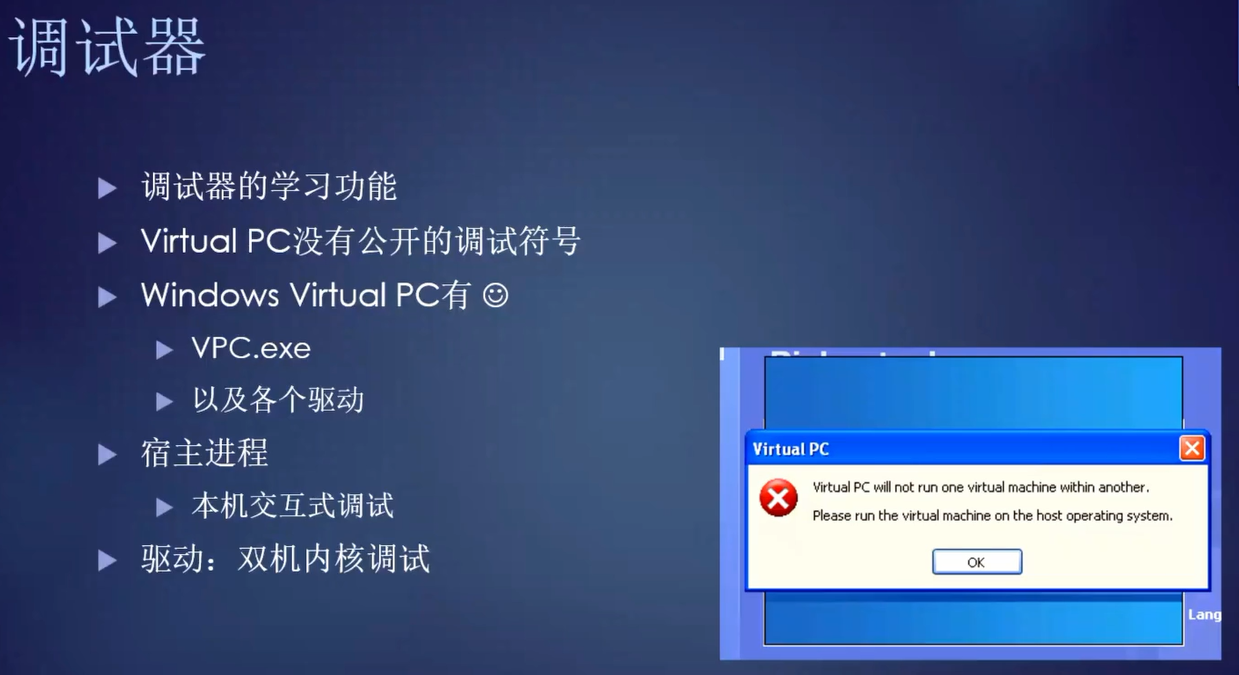 调试器
调试器的学习功能
Virtual PC没有公开的调试符号
Windows Virtual PC有 ☺
VPC.exe
以及各个驱动
宿主进程
本机交互式调试
驱动：双机内核调试
Virtual PC
Virtual PC will not run one virtual machine within another.
Please run the virtual machine on the host operating system.
OK
Lang